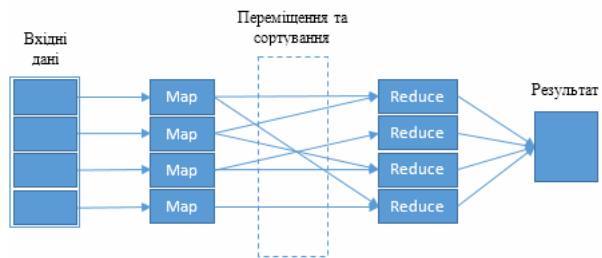 Вхідні
дані
Переміщення та
сортування
Результат
Map
Reduce
Map
Reduce
Map
Reduce
Map
Reduce